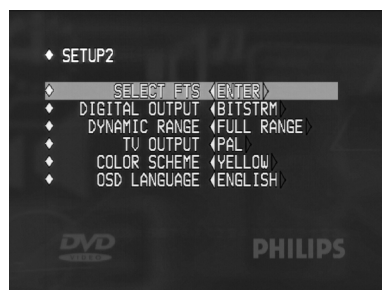 SETUP2
SELECT FTS ENTER
DIGITAL OUTPUT BITSTRM
DYNAMIC RANGE FULL RANGE
TV OUTPUT PAL
COLOR SCHEME YELLOW
OSD LANGUAGE ENGLISH
DVD PHILIPS
VIDEO